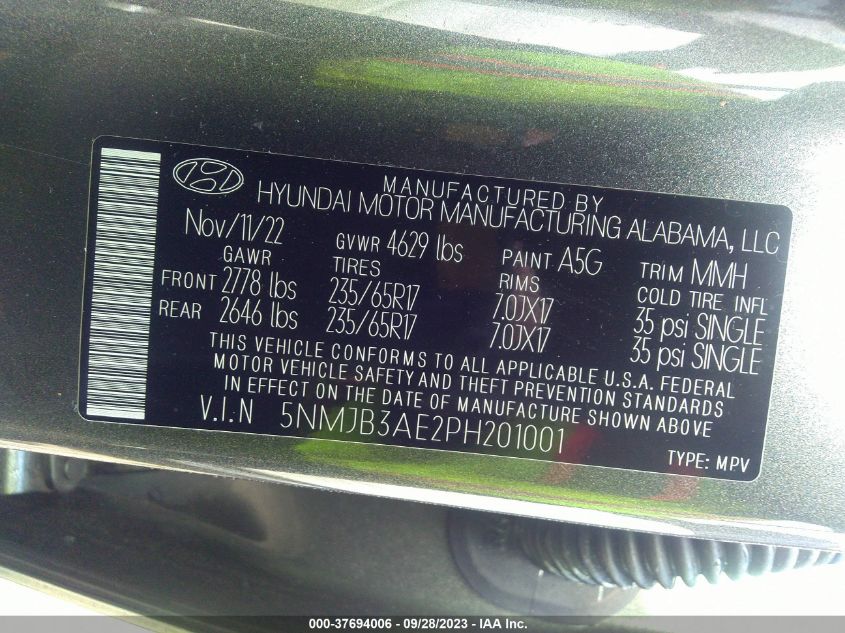 MANUFACTURED BY
HYUNDAI MOTOR MANUFACTURING ALABAMA, LLC
Nov/11/22 GVWR 4629 lbs PAINT A5G TRIM MMH
GAWR TIRES RIMS COLD TIRE INFL
FRONT 2778 lbs 235/65R17 7.0JX17 35 psi SINGLE
REAR 2646 lbs 235/65R17 7.0JX17 35 psi SINGLE
THIS VEHICLE CONFORMS TO ALL APPLICABLE U.S.A. FEDERAL
MOTOR VEHICLE SAFETY AND THEFT PREVENTION STANDARDS
IN EFFECT ON THE DATE OF MANUFACTURE SHOWN ABOVE
V.I.N 5NMJB3AE2PH201001
TYPE: MPV
000-37694006 - 09/28/2023 - IAA Inc.